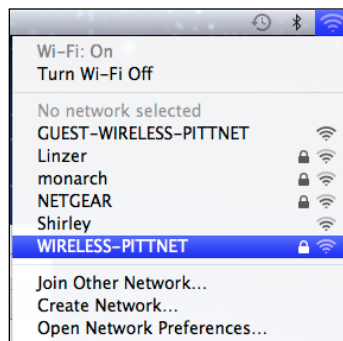 Wi-Fi: On
Turn Wi-Fi Off
No network selected
GUEST-WIRELESS-PITTNET
Linzer
monarch
NETGEAR
Shirley
WIRELESS-PITTNET
Join Other Network...
Create Network...
Open Network Preferences...